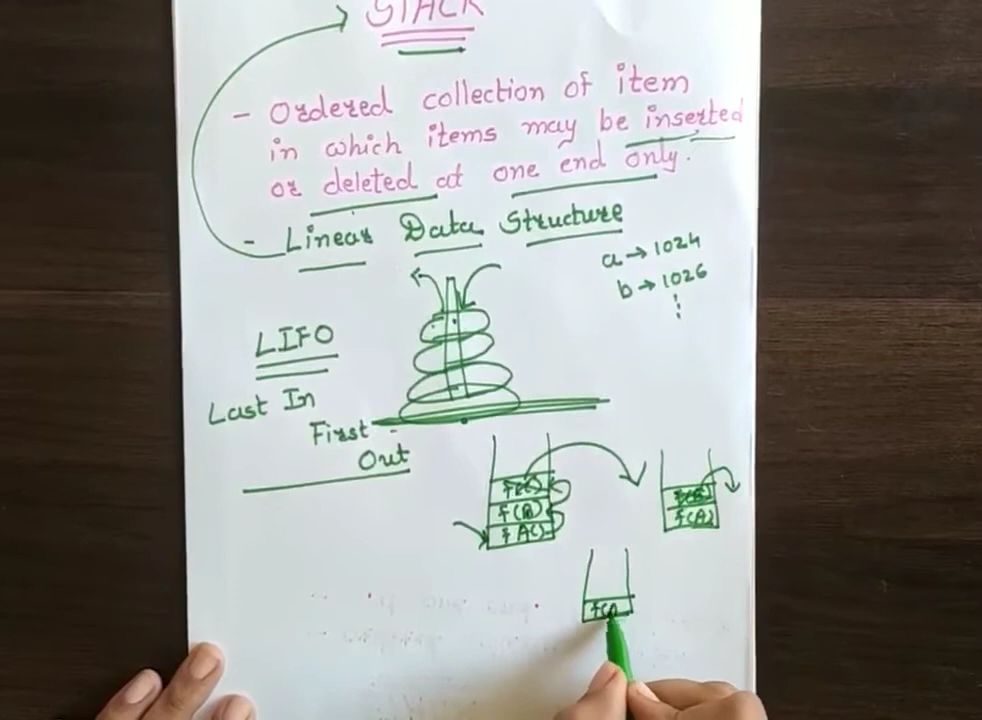 STACK
- Ordered collection of item
in which items may be inserted
or deleted at one end only.
- Linear Data Structure
a → 1024
b → 1026
LIFO
Last In
First
Out
f(C)
f(B)
f(B)
f(A)
f A()
f(A